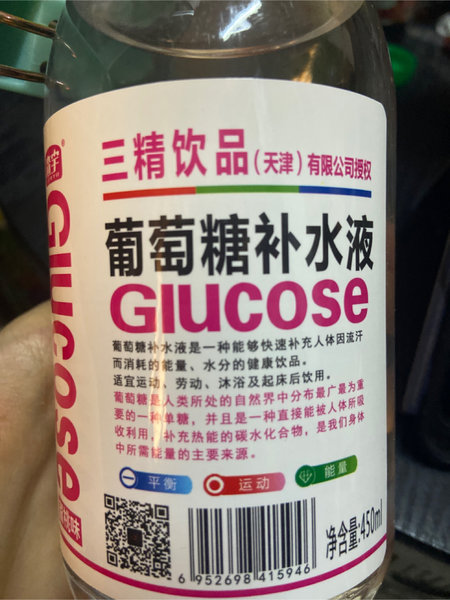 三精饮品(天津)有限公司授权
葡萄糖补水液
Glucose
葡萄糖补水液是一种能够快速补充人体因流汗
而消耗的能量、水分的健康饮品。
适宜运动、劳动、沐浴及起床后饮用。
葡萄糖是人类所处的自然界中分布最广最为重
要的一种单糖，并且是一种直能被人体所吸
收利用，补充热能的碳水化合物，是我们身体
中所需能量的主要来源。
平衡
运动
能量
净含量:450ml
6 952698 415946
Glucose
桃味